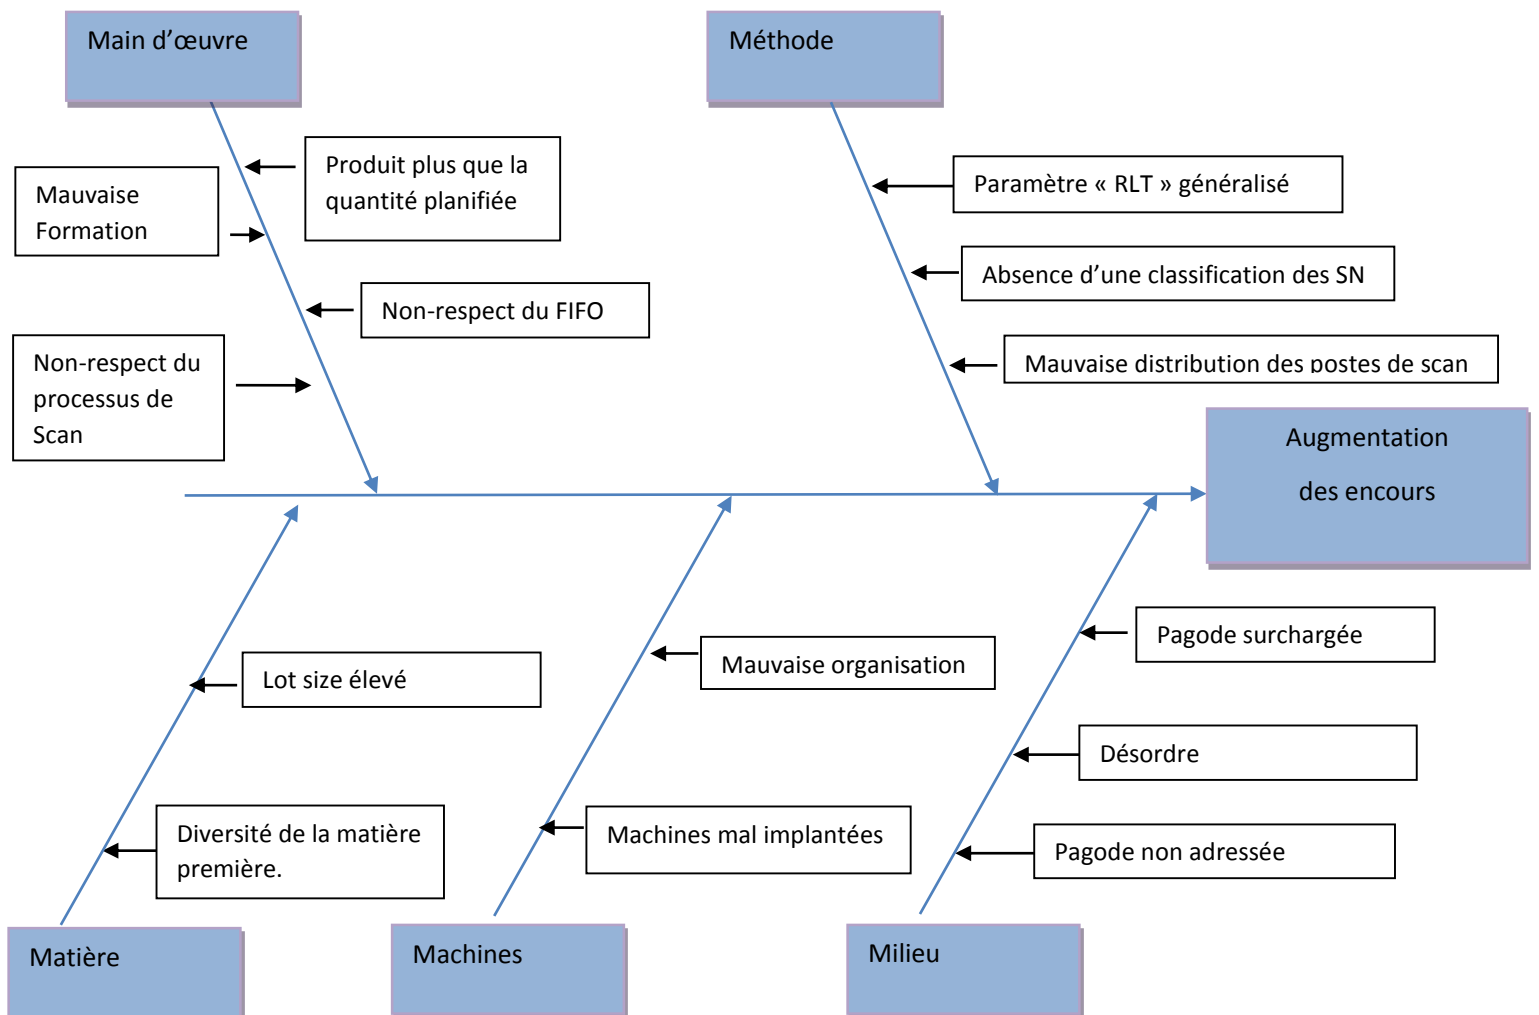 Main d’œuvre
Méthode
Produit plus que la
quantité planifiée
Mauvaise
Formation
Paramètre « RLT » généralisé
Absence d’une classification des SN
Non-respect du FIFO
Non-respect du
processus de
Scan
Mauvaise distribution des postes de scan
Augmentation
des encours
Pagode surchargée
Mauvaise organisation
Lot size élevé
Désordre
Diversité de la matière
première.
Machines mal implantées
Pagode non adressée
Matière
Machines
Milieu